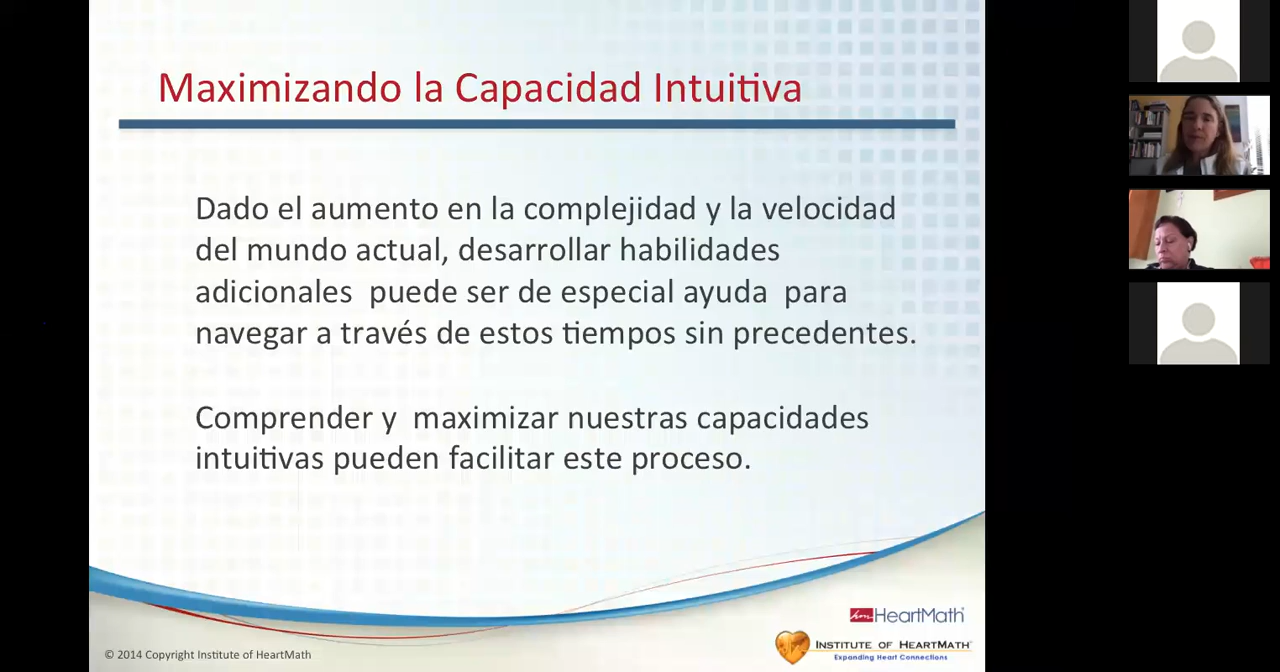 Maximizando la Capacidad Intuitiva
Dado el aumento en la complejidad y la velocidad
del mundo actual, desarrollar habilidades
adicionales  puede ser de especial ayuda  para
navegar a través de estos tiempos sin precedentes.
Comprender y  maximizar nuestras capacidades
intuitivas pueden facilitar este proceso.
hm HeartMath®
INSTITUTE OF HEARTMATH®
Expanding Heart Connections
© 2014 Copyright Institute of HeartMath